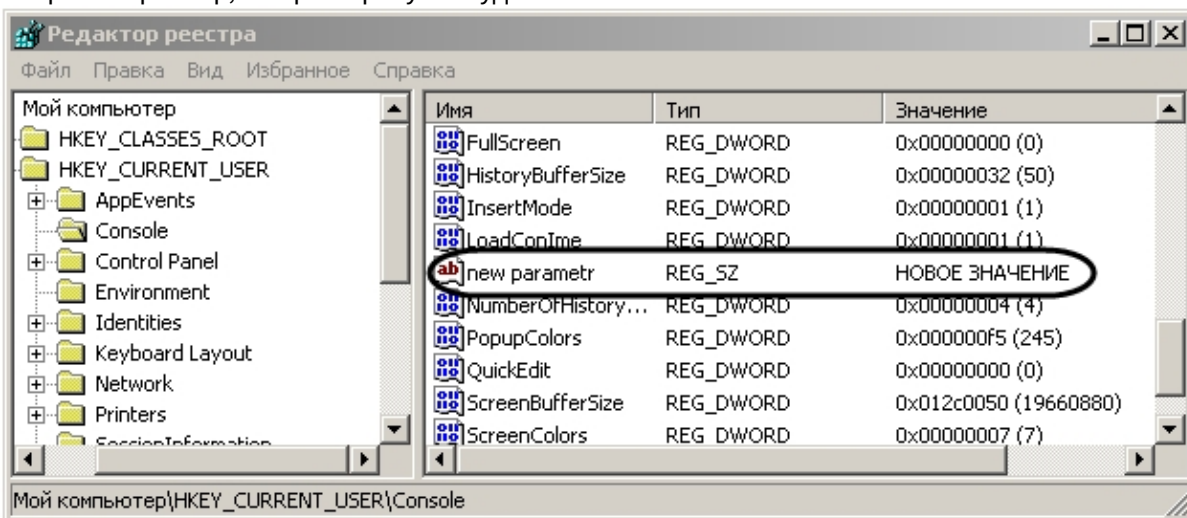 Редактор реестра
Файл Правка Вид Избранное Справка
Мой компьютер
HKEY_CLASSES_ROOT
HKEY_CURRENT_USER
AppEvents
Console
Control Panel
Environment
Identities
Keyboard Layout
Network
Printers
SessionInformation
Имя Тип Значение
FullScreen REG_DWORD 0x00000000 (0)
HistoryBufferSize REG_DWORD 0x00000032 (50)
InsertMode REG_DWORD 0x00000001 (1)
LoadConIme REG_DWORD 0x00000001 (1)
new parametr REG_SZ НОВОЕ ЗНАЧЕНИЕ
NumberOfHistory... REG_DWORD 0x00000004 (4)
PopupColors REG_DWORD 0x000000f5 (245)
QuickEdit REG_DWORD 0x00000000 (0)
ScreenBufferSize REG_DWORD 0x012c0050 (19660880)
ScreenColors REG_DWORD 0x00000007 (7)
Мой компьютер\HKEY_CURRENT_USER\Console